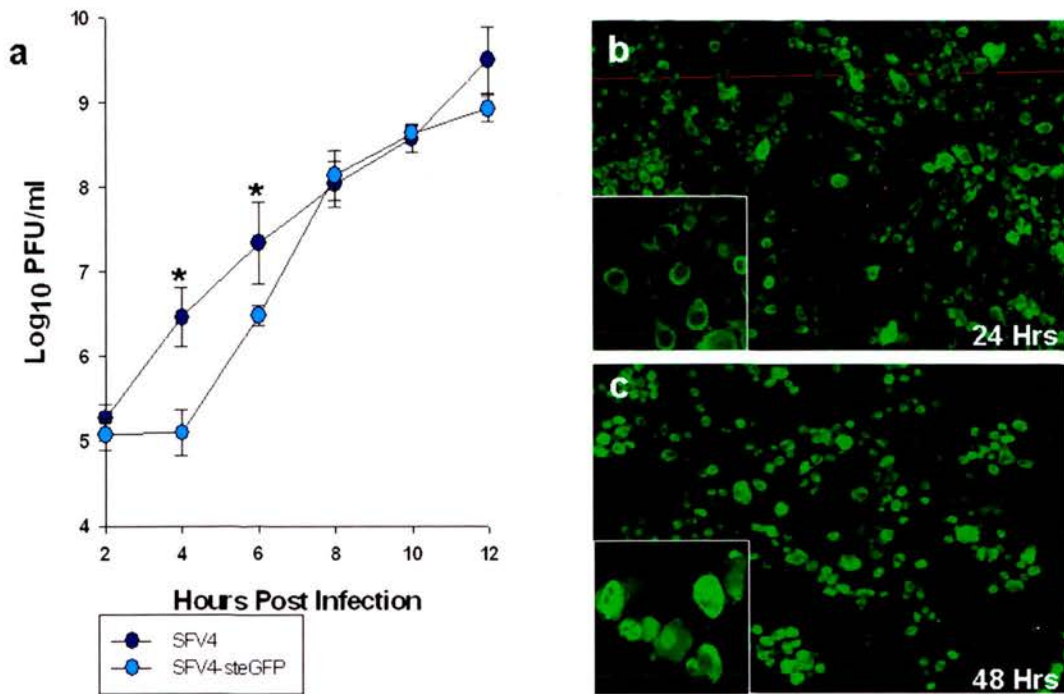 a
10
9
8
7
6
5
4
Log10 PFU/ml
*
*
2 4 6 8 10 12
Hours Post Infection
SFV4
SFV4-steGFP
b
24 Hrs
c
48 Hrs